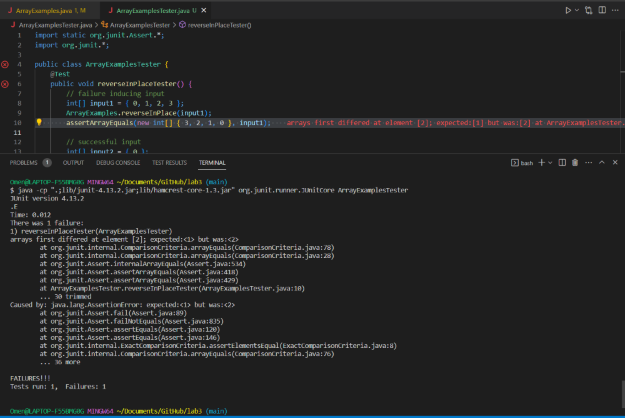 J ArrayExamples.java 1, M
J ArrayExamplesTester.java U ×
J ArrayExamplesTester.java > ArrayExamplesTester > reverseInPlaceTester()
1 import static org.junit.Assert.*;
2 import org.junit.*;
3
4 public class ArrayExamplesTester {
5 @Test
6 public void reverseInPlaceTester() {
7 // failure inducing input
8 int[] input1 = { 0, 1, 2, 3 };
9 ArrayExamples.reverseInPlace(input1);
10 assertArrayEquals(new int[] { 3, 2, 1, 0 }, input1); arrays first differed at element [2]; expected:[1] but was:[2] at ArrayExamplesTester.
11
12 // successful input
13 int[] input2 = { 0 };
PROBLEMS 1 OUTPUT DEBUG CONSOLE TEST RESULTS TERMINAL
bash
Omen@LAPTOP-F55BMG0G MINGW64 ~/Documents/GitHub/lab3 (main)
$ java -cp ".;lib/junit-4.13.2.jar;lib/hamcrest-core-1.3.jar" org.junit.runner.JUnitCore ArrayExamplesTester
JUnit version 4.13.2
.E
Time: 0.012
There was 1 failure:
1) reverseInPlaceTester(ArrayExamplesTester)
arrays first differed at element [2]; expected:<1> but was:<2>
at org.junit.internal.ComparisonCriteria.arrayEquals(ComparisonCriteria.java:78)
at org.junit.internal.ComparisonCriteria.arrayEquals(ComparisonCriteria.java:28)
at org.junit.Assert.internalArrayEquals(Assert.java:534)
at org.junit.Assert.assertArrayEquals(Assert.java:418)
at org.junit.Assert.assertArrayEquals(Assert.java:429)
at ArrayExamplesTester.reverseInPlaceTester(ArrayExamplesTester.java:10)
... 30 trimmed
Caused by: java.lang.AssertionError: expected:<1> but was:<2>
at org.junit.Assert.fail(Assert.java:89)
at org.junit.Assert.failNotEquals(Assert.java:835)
at org.junit.Assert.assertEquals(Assert.java:120)
at org.junit.Assert.assertEquals(Assert.java:146)
at org.junit.internal.ExactComparisonCriteria.assertElementsEqual(ExactComparisonCriteria.java:8)
at org.junit.internal.ComparisonCriteria.arrayEquals(ComparisonCriteria.java:76)
... 36 more
FAILURES!!!
Tests run: 1, Failures: 1
Omen@LAPTOP-F55BMG0G MINGW64 ~/Documents/GitHub/lab3 (main)